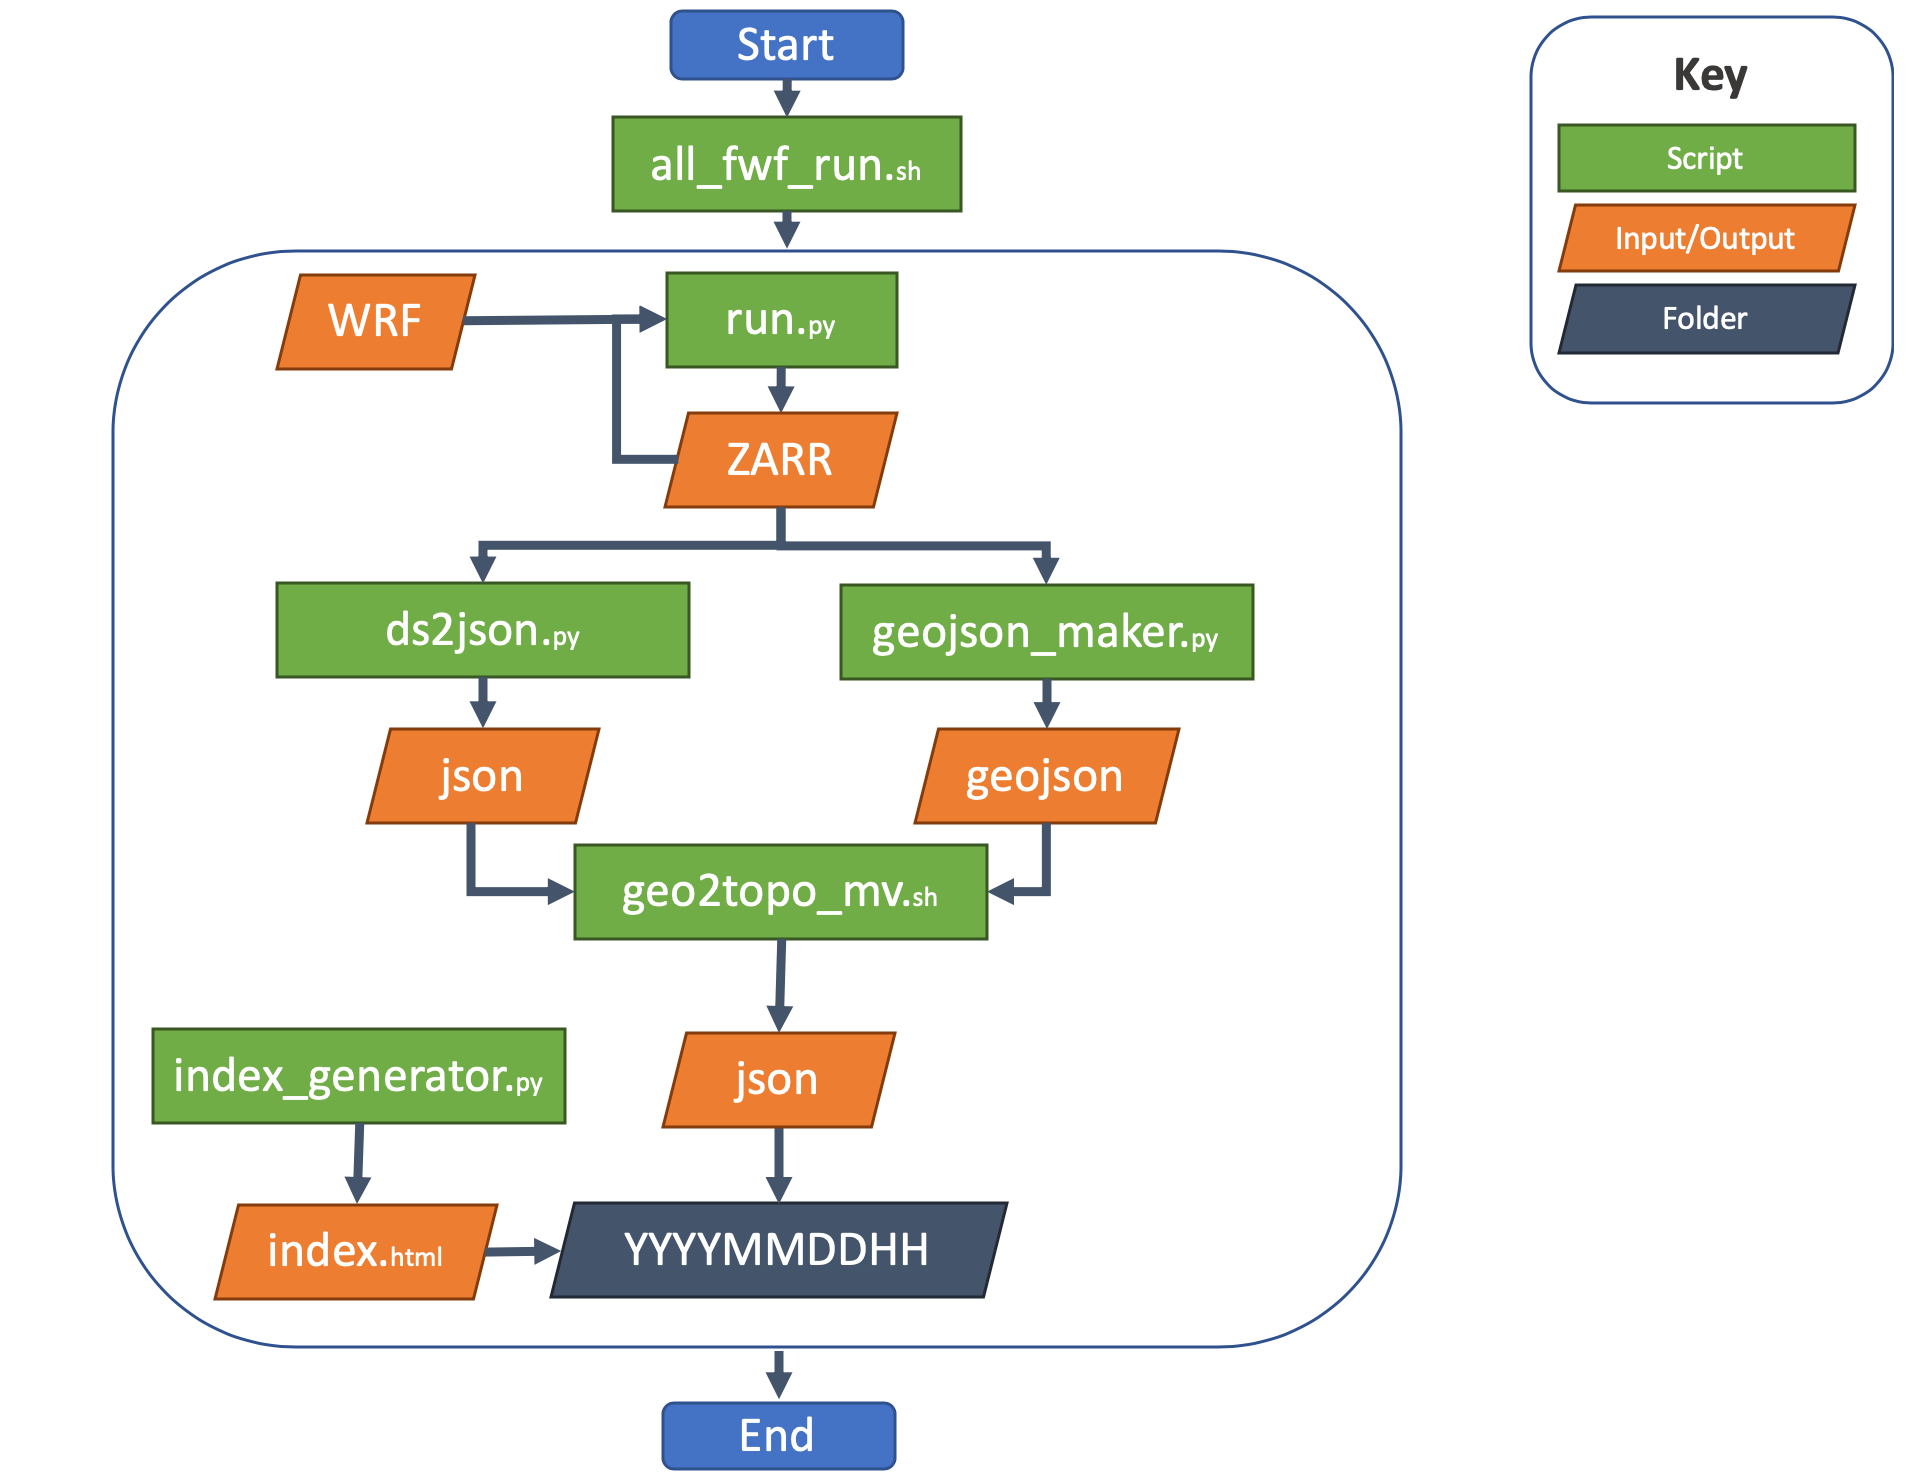 Start
all_fwf_run.sh
WRF
run.py
ZARR
ds2json.py
geojson_maker.py
json
geojson
geo2topo_mv.sh
index_generator.py
json
index.html
YYYYMMDDHH
End
Key
Script
Input/Output
Folder